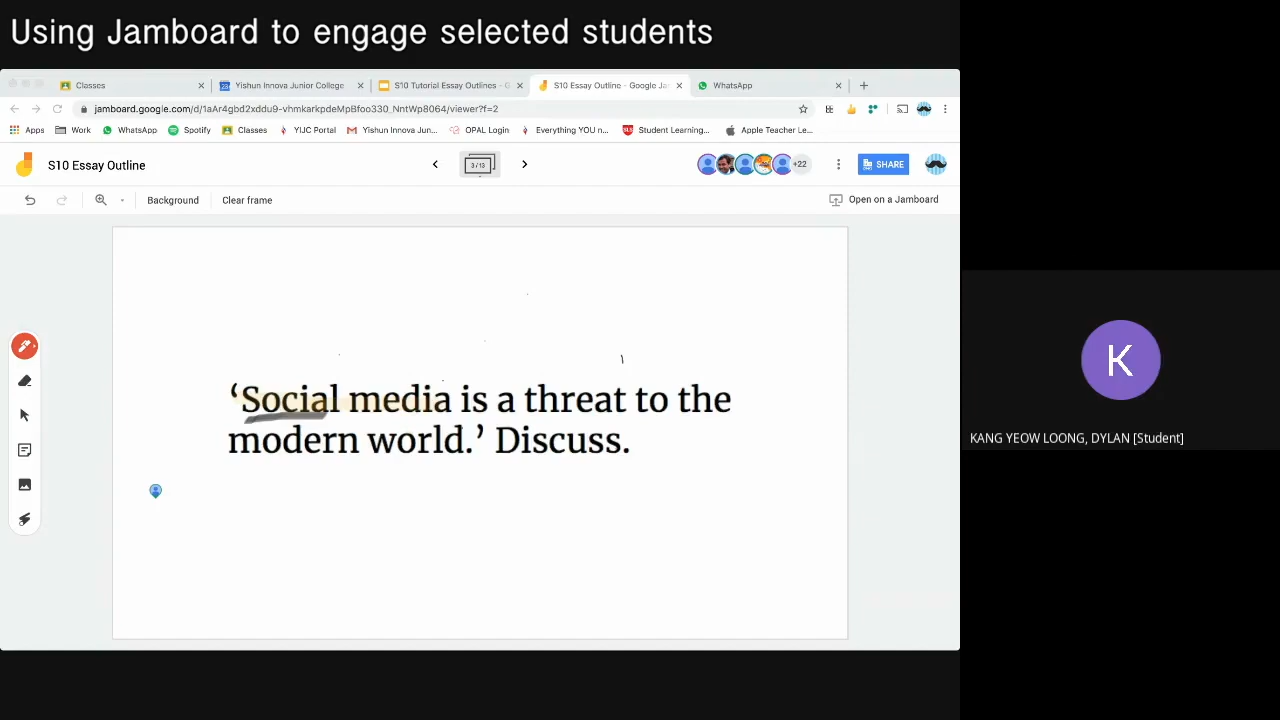 Using Jamboard to engage selected students
Classes
Yishun Innova Junior College
S10 Tutorial Essay Outlines - G
S10 Essay Outline - Google Ja
WhatsApp
jamboard.google.com/d/1aAr4gbd2xddu9-vhmkarkpdeMpBfoo330_NntWp8064/viewer?f=2
Apps Work WhatsApp Spotify Classes YIJC Portal Yishun Innova Jun... OPAL Login Everything YOU n... Student Learning... Apple Teacher Le...
S10 Essay Outline
3 / 13
+22
SHARE
Background Clear frame
Open on a Jamboard
‘Social media is a threat to the
modern world.’ Discuss.
K
KANG YEOW LOONG, DYLAN [Student]